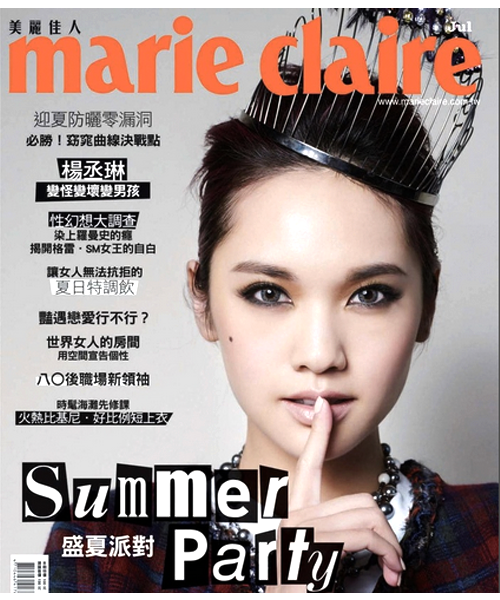 美麗佳人
Jul
marie claire
www.marieclaire.com.tw
迎夏防曬零漏洞
必勝！窈窕曲線決戰點
楊丞琳
變怪變壞變男孩
性幻想大調查
染上羅曼史的癮
揭開格雷．SM女王的自白
讓女人無法抗拒的
夏日特調飲
豔遇戀愛行不行？
世界女人的房間
用空間宣告個性
八〇後職場新領袖
時髦海灘先修課
火熱比基尼．好比例短上衣
Summer
盛夏派對
Party